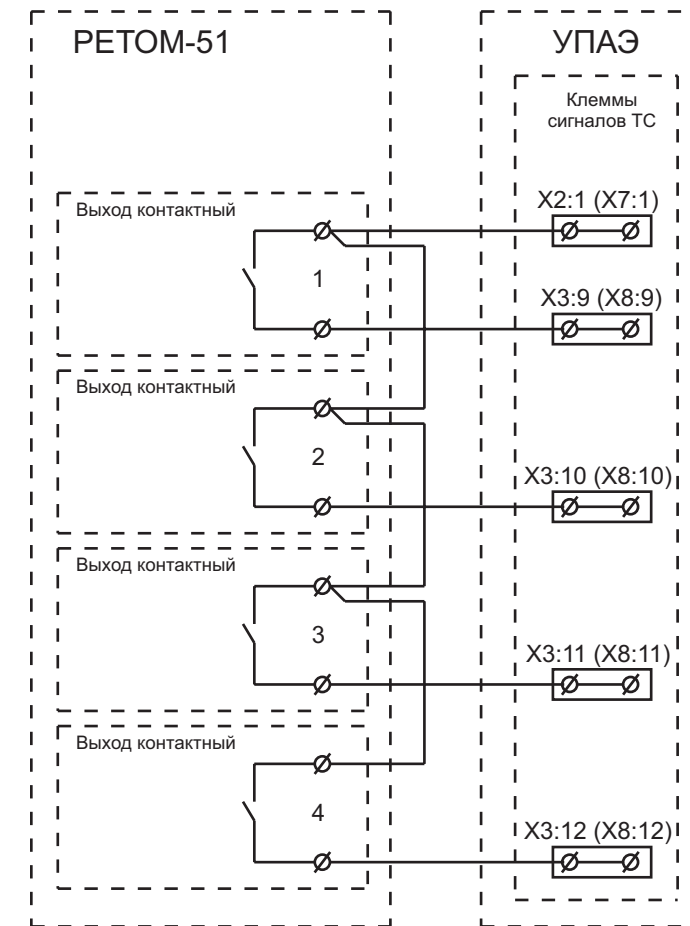 РЕТОМ-51
УПАЭ
Клеммы
сигналов ТС
Выход контактный
1
X2:1 (X7:1)
X3:9 (X8:9)
Выход контактный
2
X3:10 (X8:10)
Выход контактный
3
X3:11 (X8:11)
Выход контактный
4
X3:12 (X8:12)